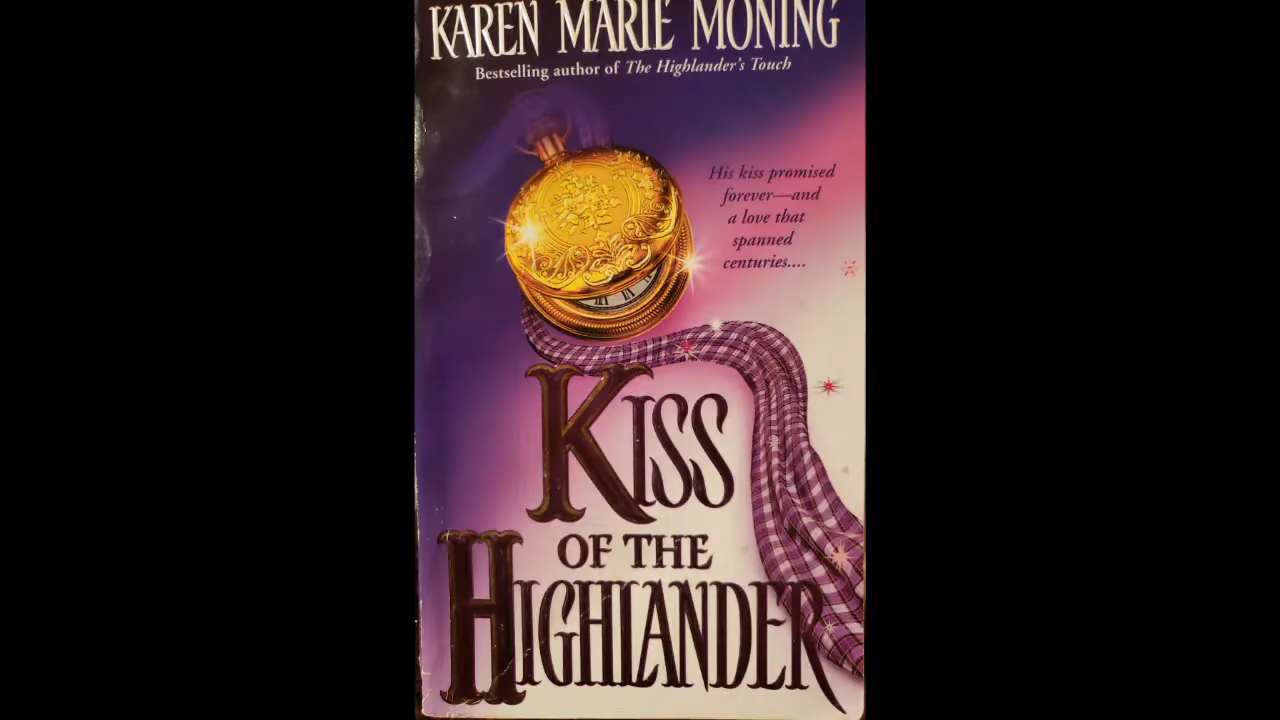 KAREN MARIE MONING
Bestselling author of The Highlander's Touch
His kiss promised
forever—and
a love that
spanned
centuries....
KISS
OF THE
HIGHLANDER